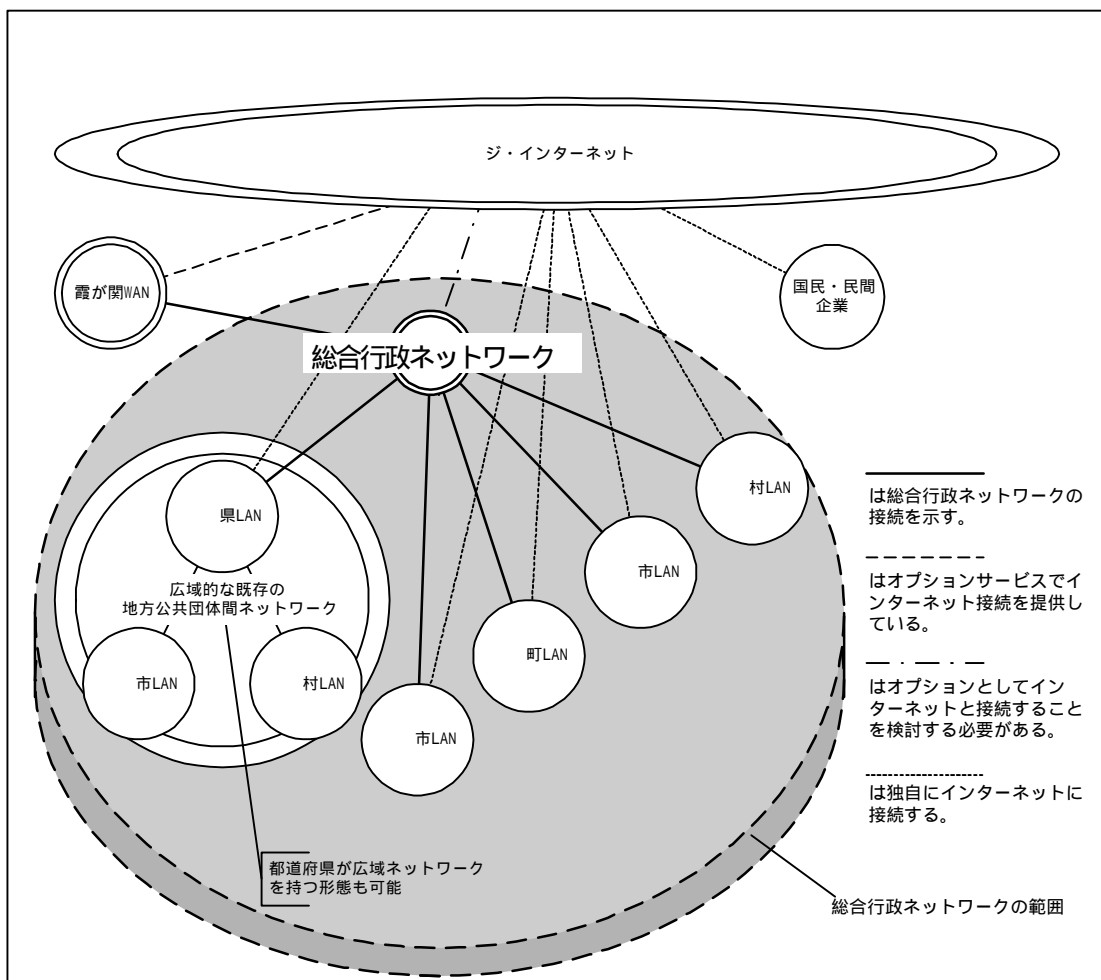 ジ・インターネット
霞が関WAN
国民・民間
企業
総合行政ネットワーク
県LAN
広域的な既存の
地方公共団体間ネットワーク
市LAN
村LAN
市LAN
町LAN
市LAN
村LAN
都道府県が広域ネットワーク
を持つ形態も可能
は総合行政ネットワークの
接続を示す。
はオプションサービスでイ
ンターネット接続を提供し
ている。
はオプションとしてイン
ターネットと接続すること
を検討する必要がある。
は独自にインターネットに
接続する。
総合行政ネットワークの範囲